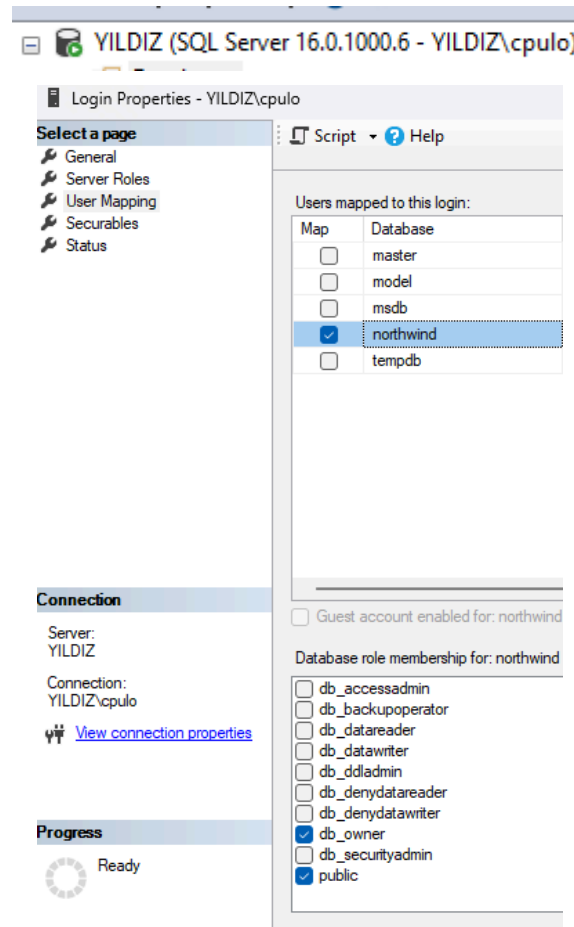 YILDIZ (SQL Server 16.0.1000.6 - YILDIZ\cpulo)
Login Properties - YILDIZ\cpulo
Select a page
General
Server Roles
User Mapping
Securables
Status
Script
Help
Users mapped to this login:
Map Database
master
model
msdb
northwind
tempdb
Guest account enabled for: northwind
Database role membership for: northwind
db_accessadmin
db_backupoperator
db_datareader
db_datawriter
db_ddladmin
db_denydatareader
db_denydatawriter
db_owner
db_securityadmin
public
Connection
Server:
YILDIZ
Connection:
YILDIZ\cpulo
View connection properties
Progress
Ready